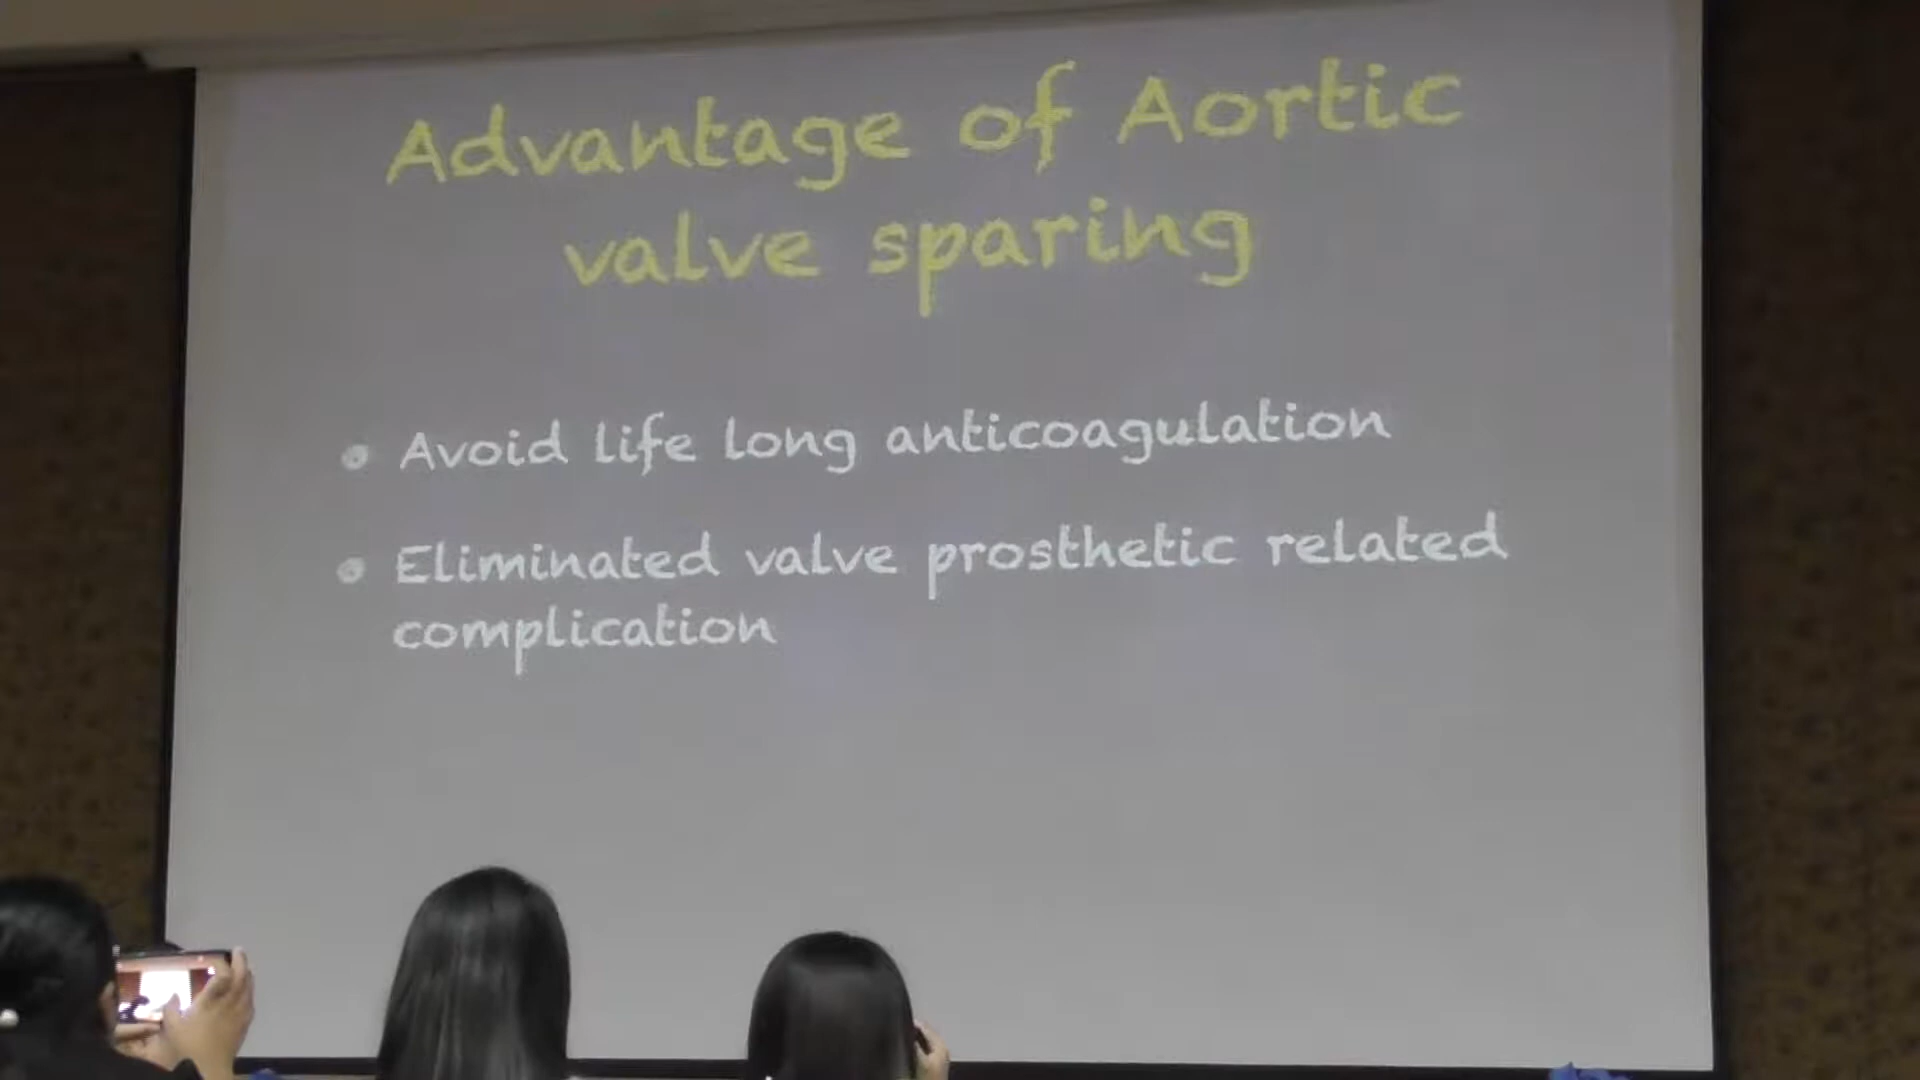 Advantage of Aortic
valve sparing
Avoid life long anticoagulation
Eliminated valve prosthetic related
complication